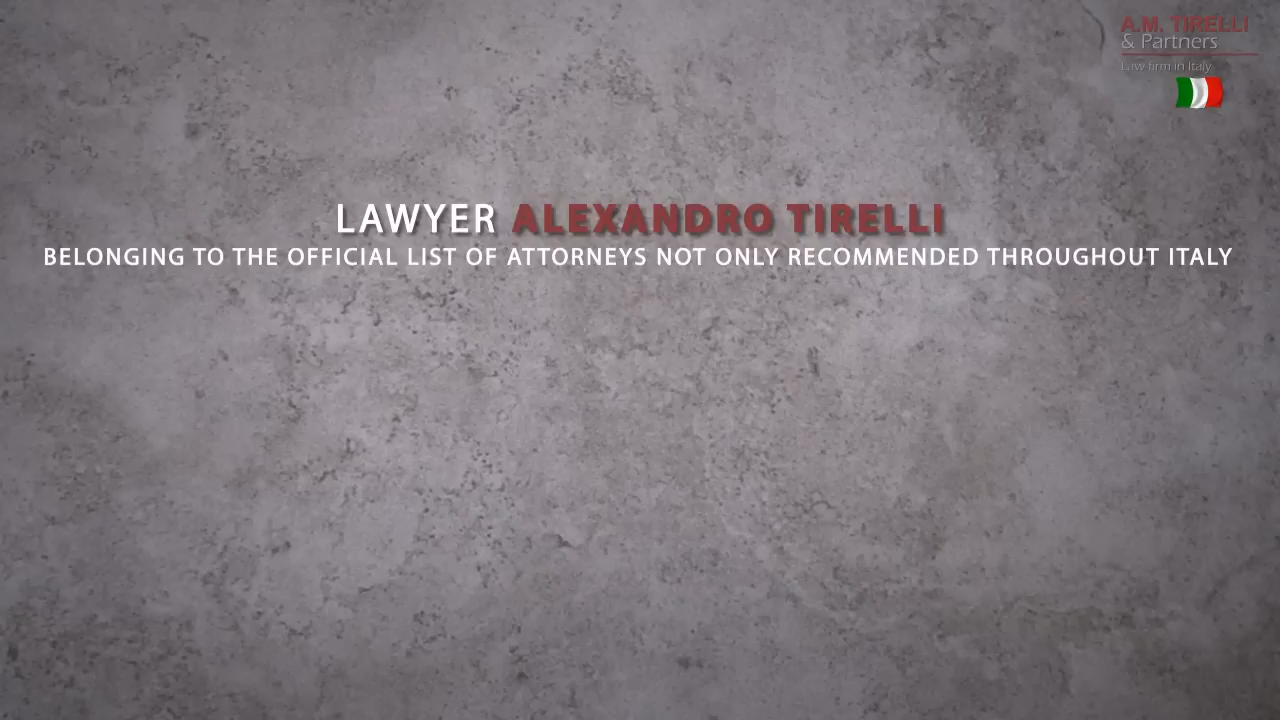 A.M. TIRELLI
& Partners
Law firm in Italy
LAWYER ALEXANDRO TIRELLI
BELONGING TO THE OFFICIAL LIST OF ATTORNEYS NOT ONLY RECOMMENDED THROUGHOUT ITALY